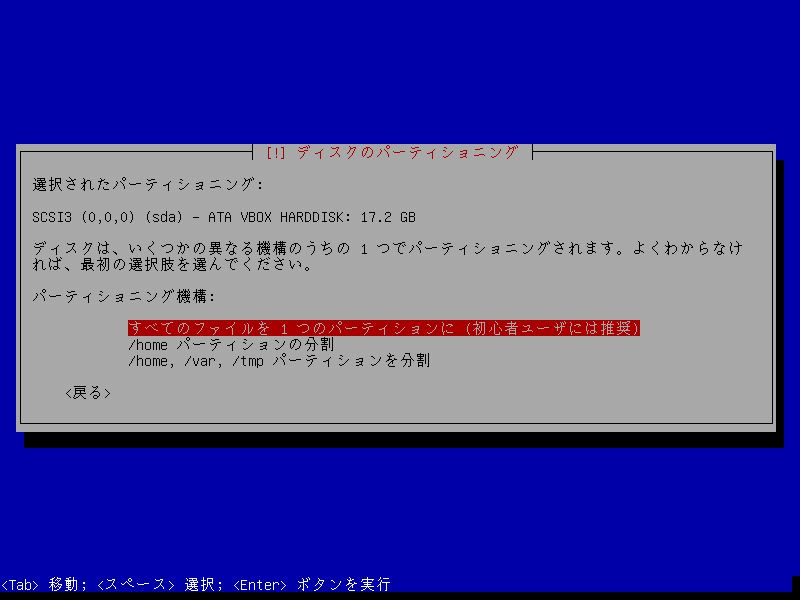 [!] ディスクのパーティショニング
選択されたパーティショニング:
SCSI3 (0,0,0) (sda) - ATA VBOX HARDDISK: 17.2 GB
ディスクは、いくつかの異なる機構のうちの 1 つでパーティショニングされます。よくわからなけ
れば、最初の選択肢を選んでください。
パーティショニング機構:
すべてのファイルを 1 つのパーティションに (初心者ユーザには推奨)
/home パーティションの分割
/home, /var, /tmp パーティションを分割
<戻る>
<Tab> 移動; <スペース> 選択; <Enter> ボタンを実行